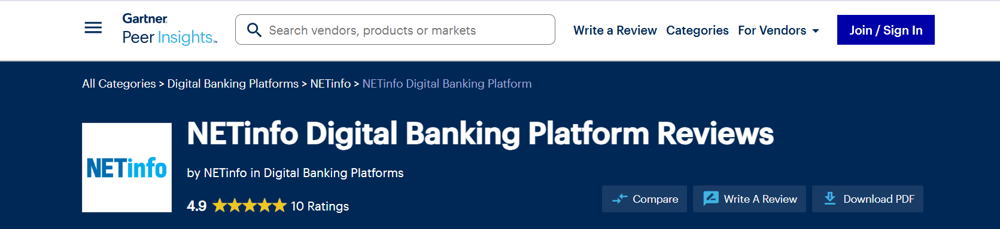 Gartner
Peer Insights™
Search vendors, products or markets
Write a Review
Categories
For Vendors
Join / Sign In
All Categories > Digital Banking Platforms > NETinfo > NETinfo Digital Banking Platform
NETinfo
NETinfo Digital Banking Platform Reviews
by NETinfo in Digital Banking Platforms
4.9 10 Ratings
Compare
Write A Review
Download PDF